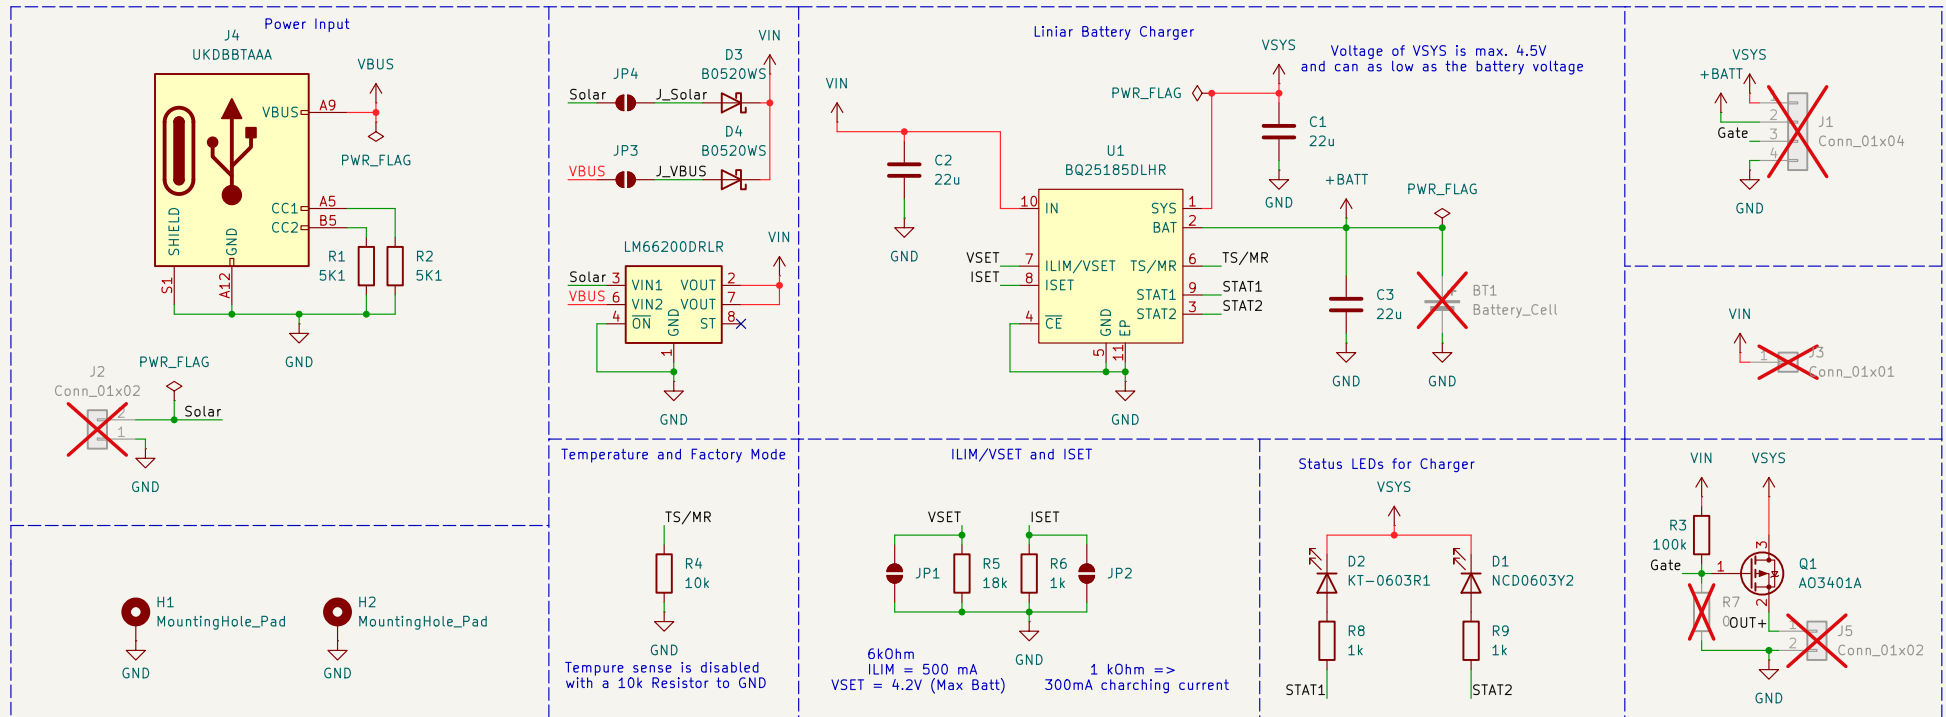 Power Input
J4
UKDBBTAAA
VBUS
VBUS
A9
PWR_FLAG
CC1
A5
CC2
B5
SHIELD
GND
S1
A12
R1
5K1
R2
5K1
GND
PWR_FLAG
J2
Conn_01x02
2
1
Solar
GND
H1
MountingHole_Pad
GND
H2
MountingHole_Pad
GND
VIN
JP4
D3
B0520WS
Solar
J_Solar
D4
JP3
B0520WS
VBUS
J_VBUS
VIN
LM66200DRLR
Solar
3
VIN1
VOUT
2
VBUS
6
VIN2
VOUT
7
4
ON
GND
ST
8
1
GND
Temperature and Factory Mode
TS/MR
R4
10k
GND
Tempure sense is disabled
with a 10k Resistor to GND
Liniar Battery Charger
VIN
C2
22u
GND
VSYS
Voltage of VSYS is max. 4.5V
and can as low as the battery voltage
PWR_FLAG
C1
22u
GND
U1
BQ25185DLHR
10
IN
SYS
1
BAT
2
VSET
7
ILIM/VSET
TS/MR
6
TS/MR
ISET
8
ISET
STAT1
9
STAT1
STAT2
3
STAT2
4
CE
GND
EP
5
11
GND
+BATT
PWR_FLAG
C3
22u
GND
BT1
Battery_Cell
+
GND
ILIM/VSET and ISET
VSET
ISET
JP1
R5
18k
R6
1k
JP2
GND
6kOhm
ILIM = 500 mA
VSET = 4.2V (Max Batt)
1 kOhm =>
300mA charching current
Status LEDs for Charger
VSYS
D2
KT-0603R1
D1
NCD0603Y2
R8
1k
R9
1k
STAT1
STAT2
VSYS
+BATT
1
2
Gate
3
4
J1
Conn_01x04
GND
VIN
1
J3
Conn_01x01
VIN
VSYS
R3
100k
3
Gate
1
Q1
AO3401A
2
R7
0
OUT+
1
2
J5
Conn_01x02
GND